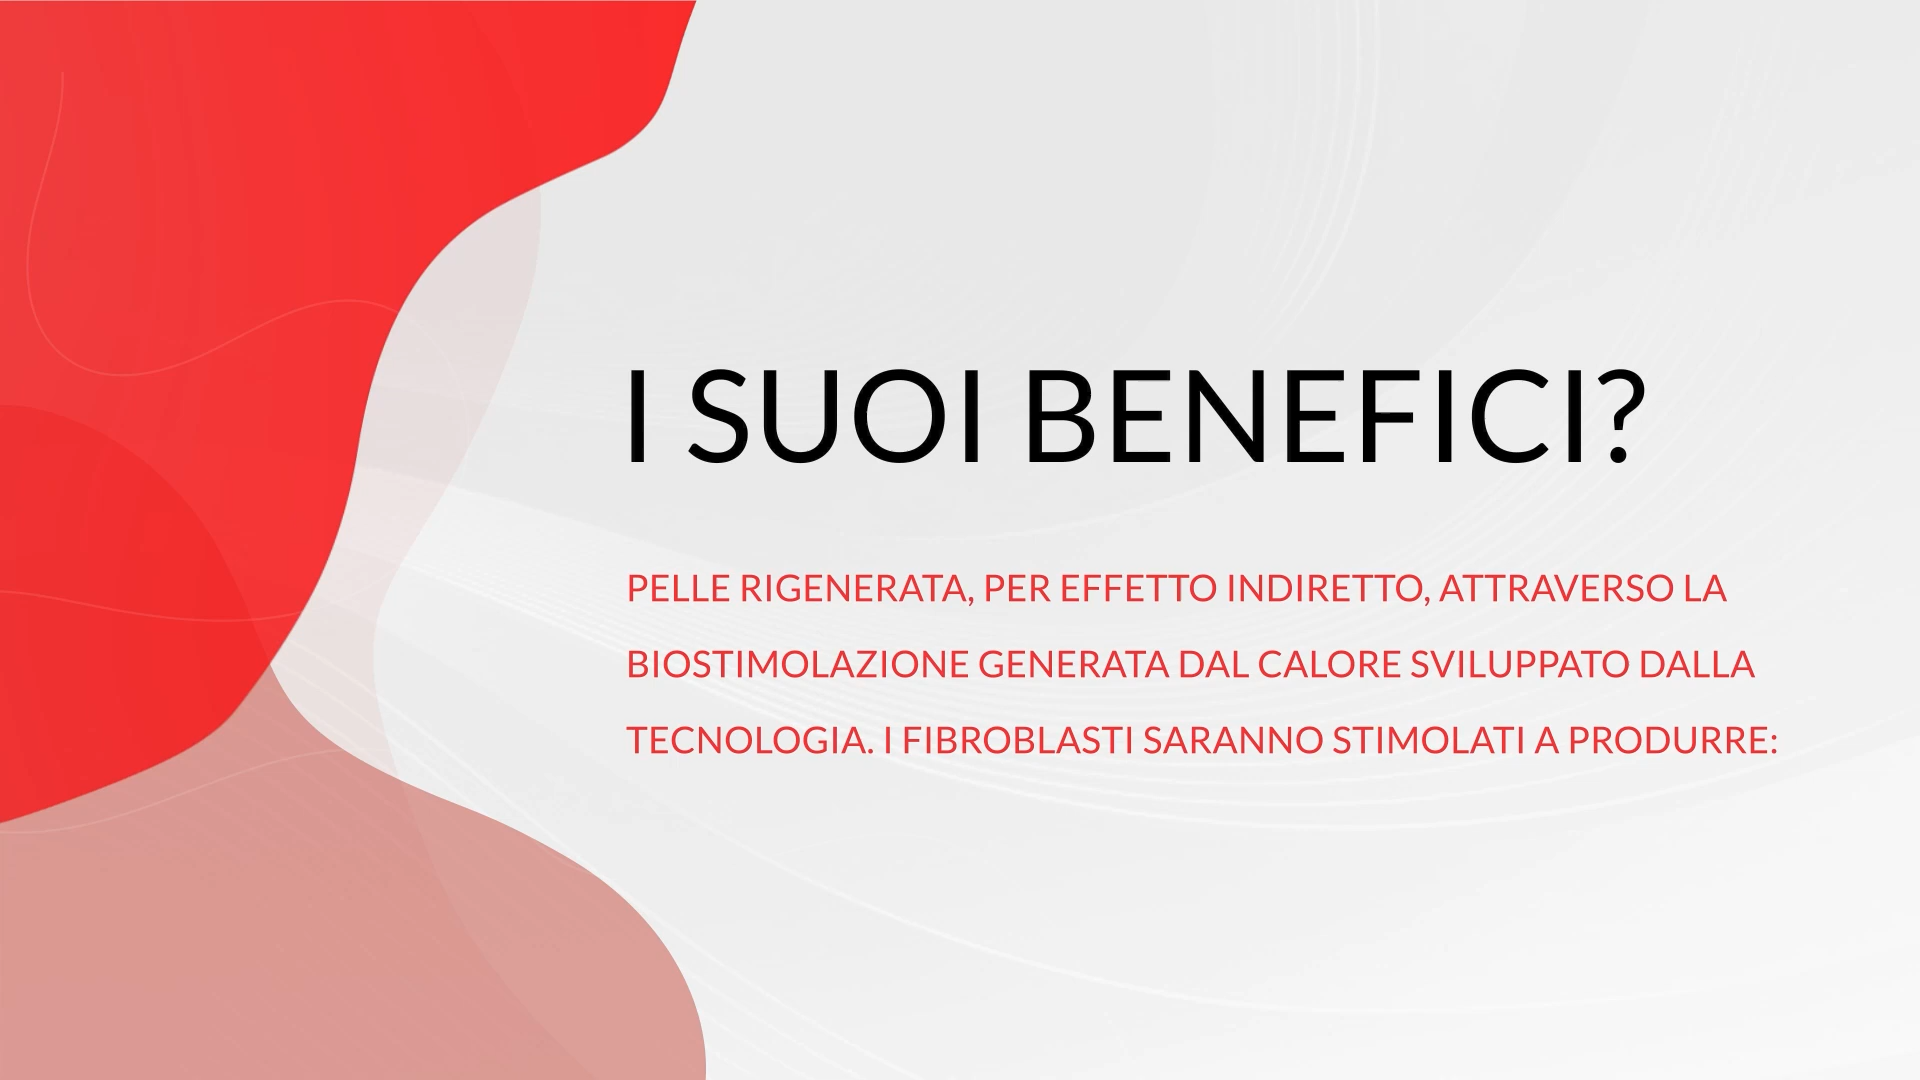 I SUOI BENEFICI?
PELLE RIGENERATA, PER EFFETTO INDIRETTO, ATTRAVERSO LA
BIOSTIMOLAZIONE GENERATA DAL CALORE SVILUPPATO DALLA
TECNOLOGIA. I FIBROBLASTI SARANNO STIMOLATI A PRODURRE: